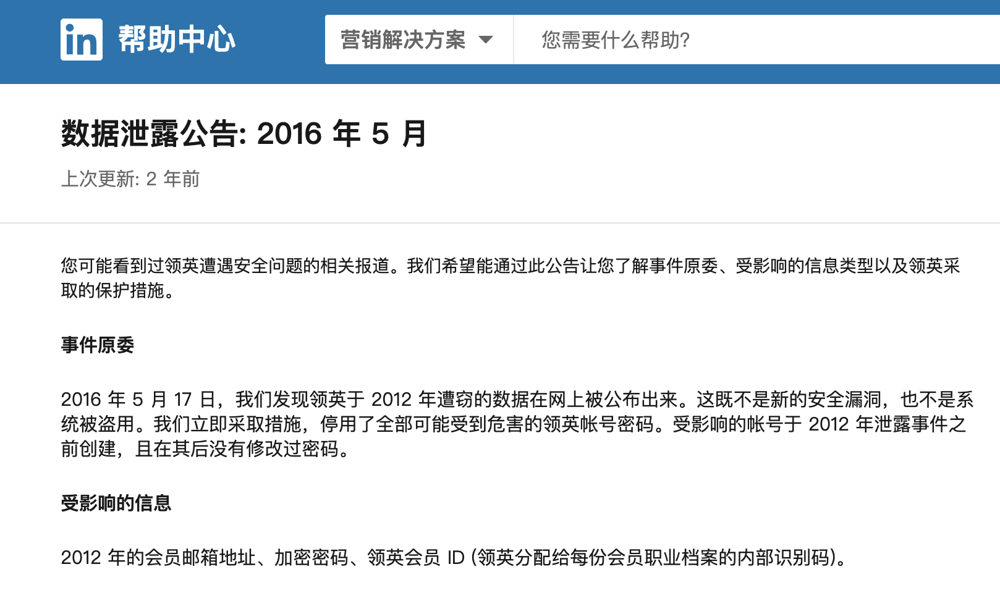 in 帮助中心
营销解决方案
您需要什么帮助?
数据泄露公告: 2016 年 5 月
上次更新: 2 年前
您可能看到过领英遭遇安全问题的相关报道。我们希望能通过此公告让您了解事件原委、受影响的信息类型以及领英采
取的保护措施。
事件原委
2016 年 5 月 17 日，我们发现领英于 2012 年遭窃的数据在网上被公布出来。这既不是新的安全漏洞，也不是系
统被盗用。我们立即采取措施，停用了全部可能受到危害的领英帐号密码。受影响的帐号于 2012 年泄露事件之
前创建，且在其后没有修改过密码。
受影响的信息
2012 年的会员邮箱地址、加密密码、领英会员 ID (领英分配给每份会员职业档案的内部识别码)。